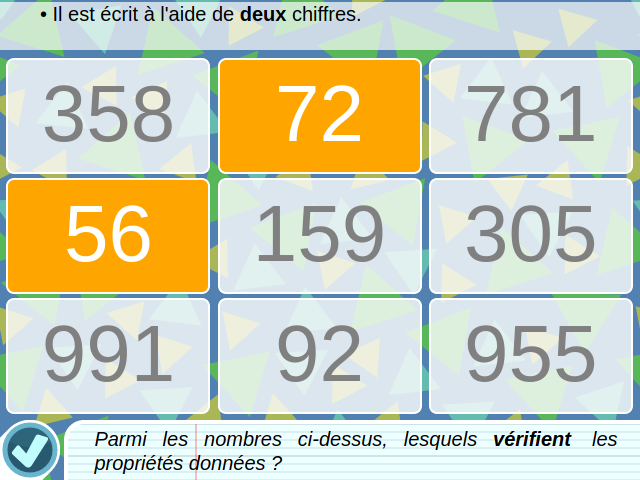 • Il est écrit à l'aide de deux chiffres.
358 72 781
56 159 305
991 92 955
Parmi les nombres ci-dessus, lesquels vérifient les
propriétés données ?